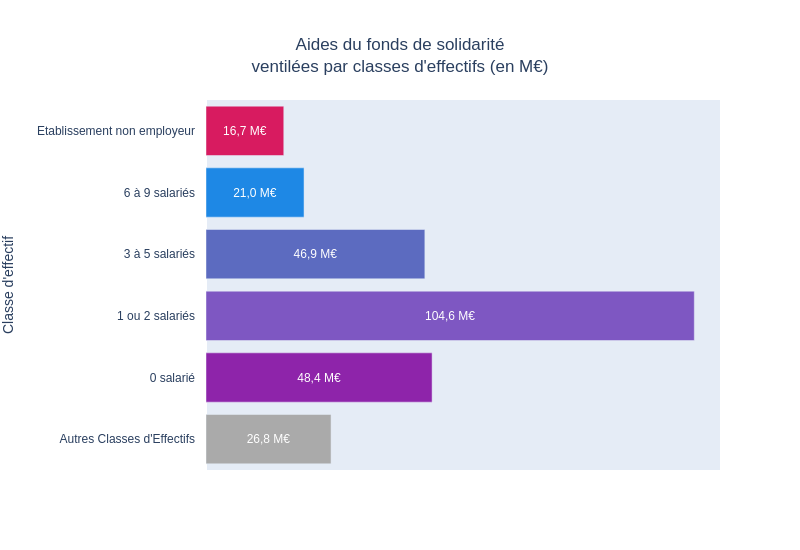 Aides du fonds de solidarité
ventilées par classes d'effectifs (en M€)
Classe d'effectif
Etablissement non employeur
16,7 M€
6 à 9 salariés
21,0 M€
3 à 5 salariés
46,9 M€
1 ou 2 salariés
104,6 M€
0 salarié
48,4 M€
Autres Classes d'Effectifs
26,8 M€